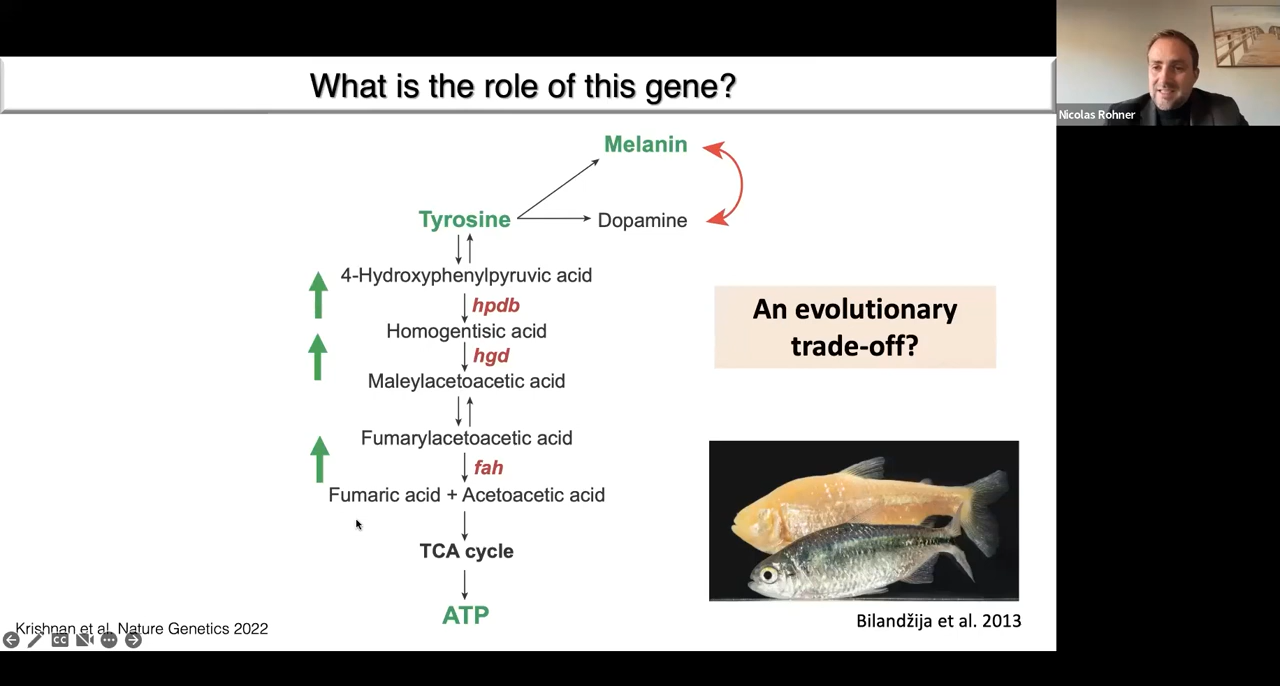 What is the role of this gene?
Nicolas Rohner
Melanin
Tyrosine
Dopamine
4-Hydroxyphenylpyruvic acid
hpdb
Homogentisic acid
hgd
Maleylacetoacetic acid
Fumarylacetoacetic acid
fah
Fumaric acid + Acetoacetic acid
TCA cycle
ATP
An evolutionary
trade-off?
Bilandžija et al. 2013
Krishnan et al. Nature Genetics 2022
CC